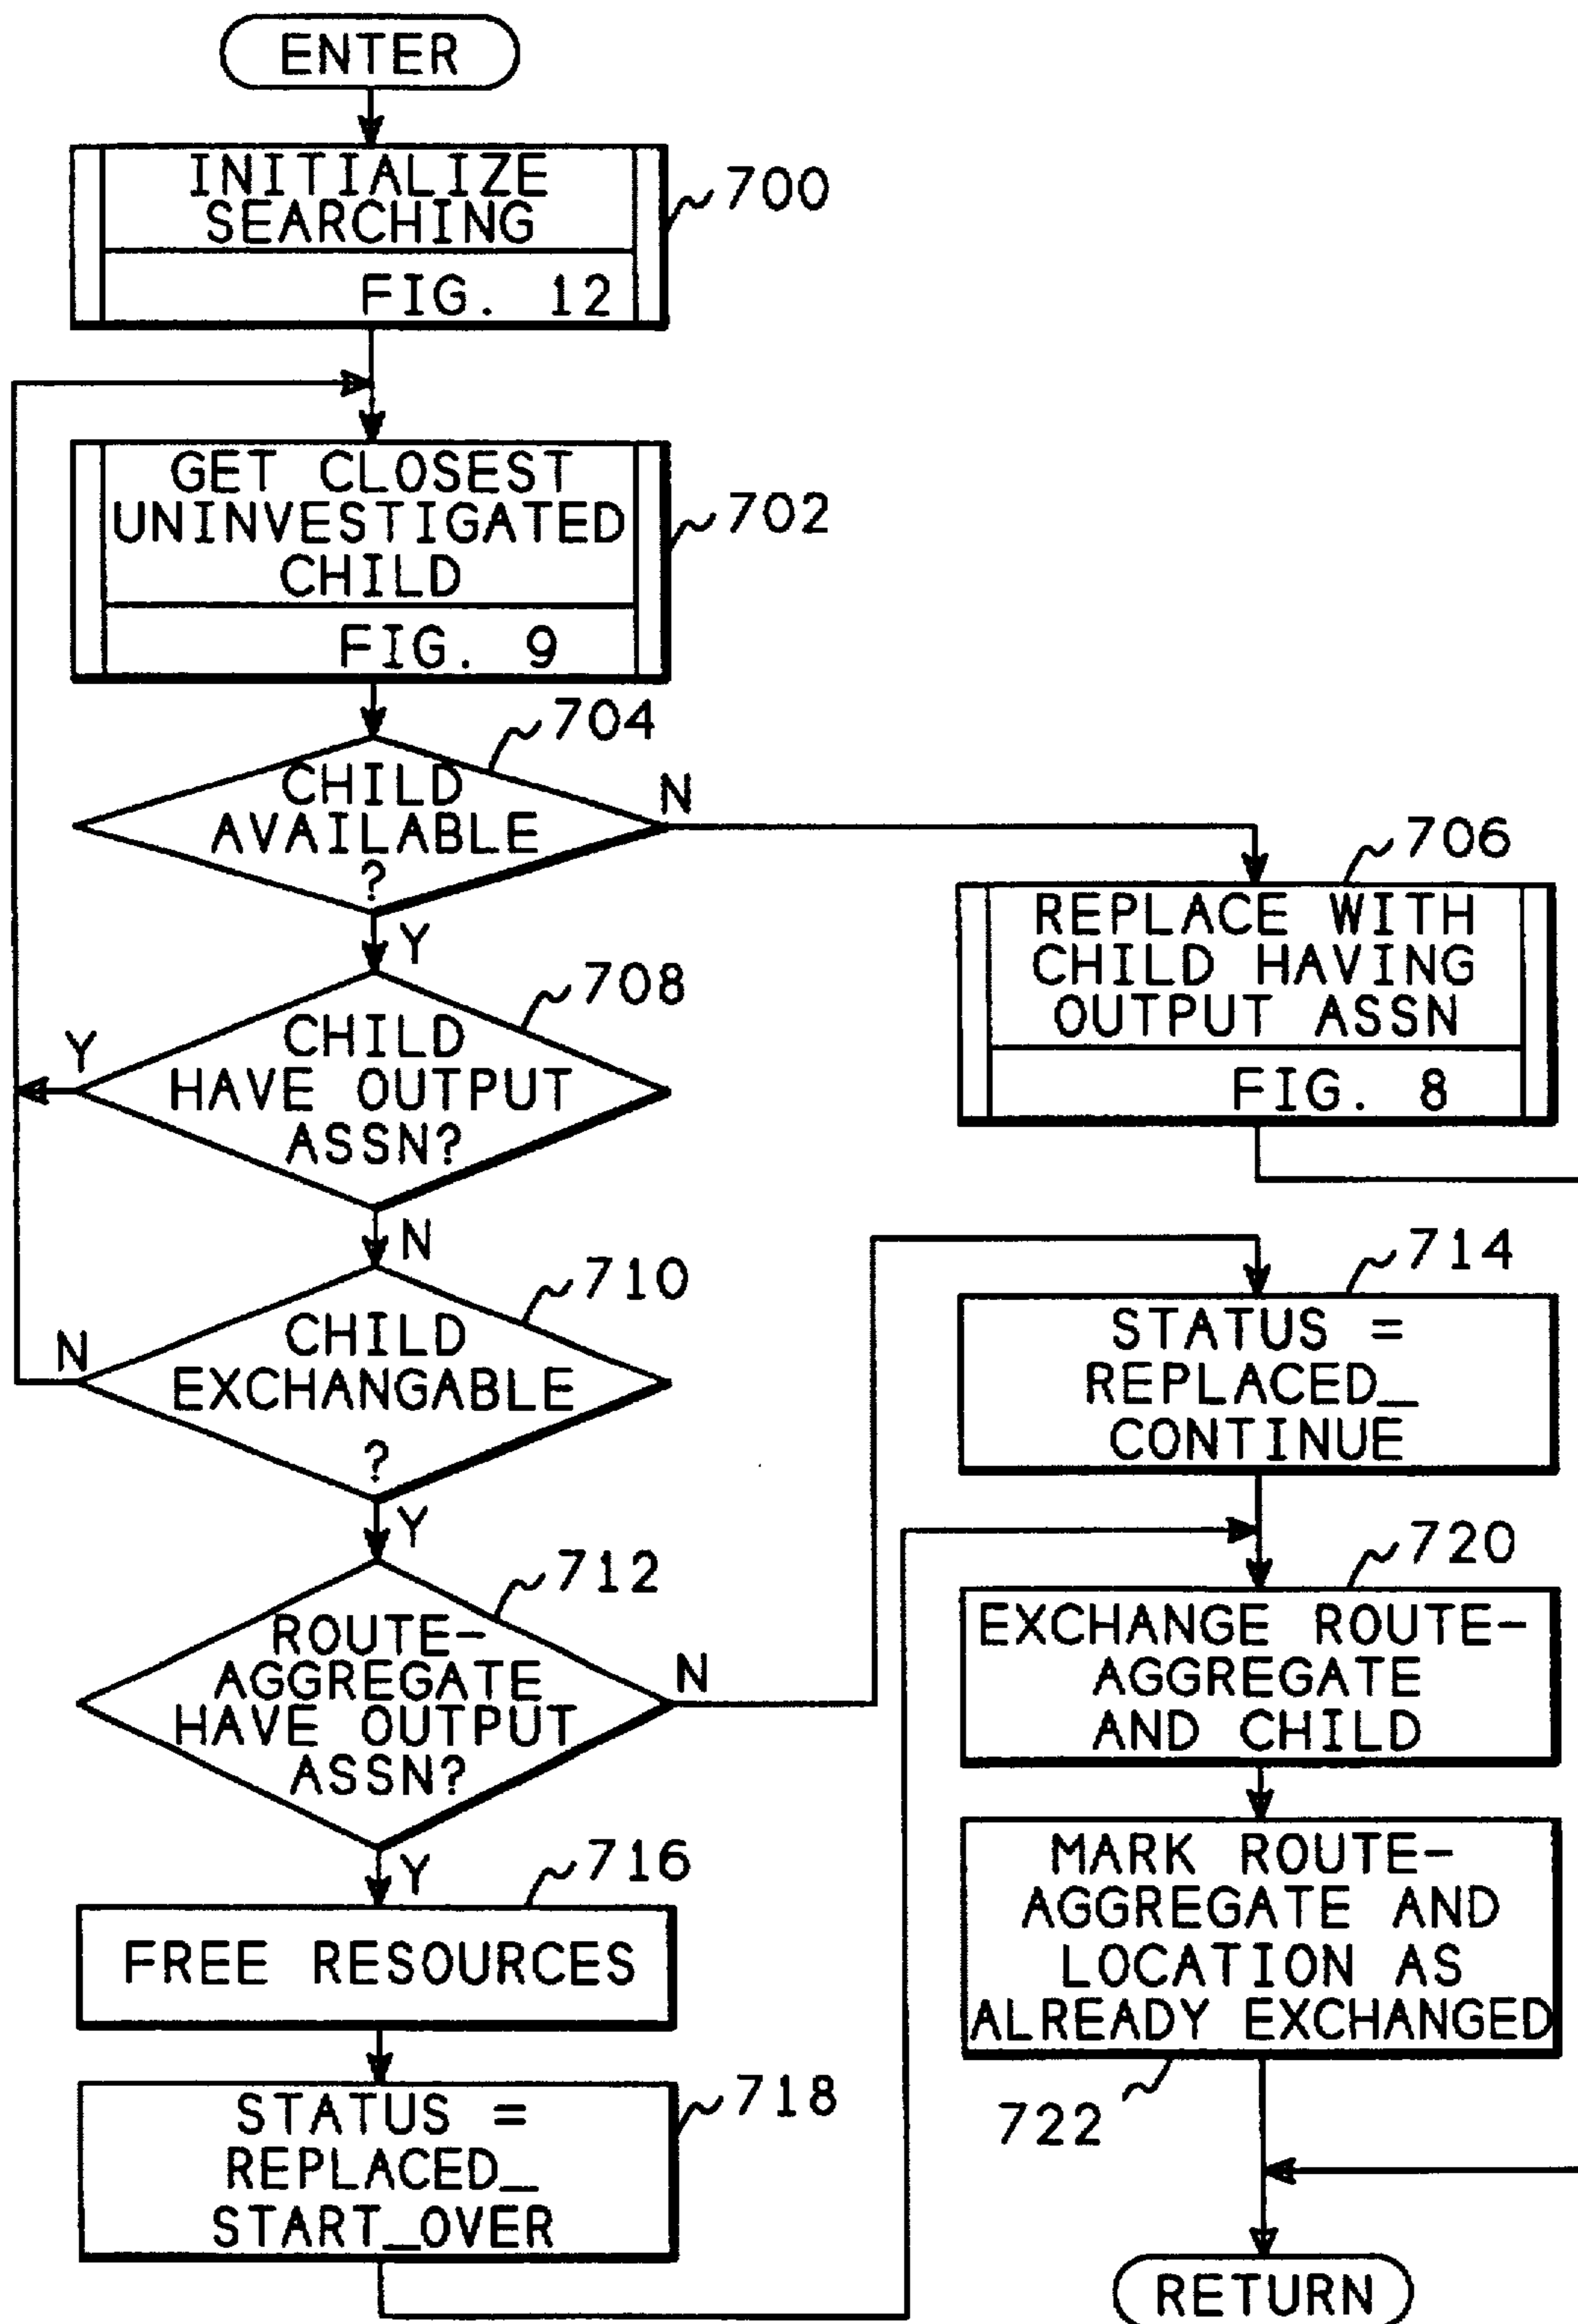 ENTER
INITIALIZE
SEARCHING
FIG. 12
700
GET CLOSEST
UNINVESTIGATED
CHILD
FIG. 9
702
704
CHILD
AVAILABLE
?
N
Y
706
REPLACE WITH
CHILD HAVING
OUTPUT ASSN
FIG. 8
708
CHILD
HAVE OUTPUT
ASSN?
Y
N
710
CHILD
EXCHANGABLE
?
N
Y
712
ROUTE-
AGGREGATE
HAVE OUTPUT
ASSN?
N
Y
714
STATUS =
REPLACED_
CONTINUE
716
FREE RESOURCES
718
STATUS =
REPLACED_
START_OVER
720
EXCHANGE ROUTE-
AGGREGATE
AND CHILD
MARK ROUTE-
AGGREGATE AND
LOCATION AS
ALREADY EXCHANGED
722
RETURN